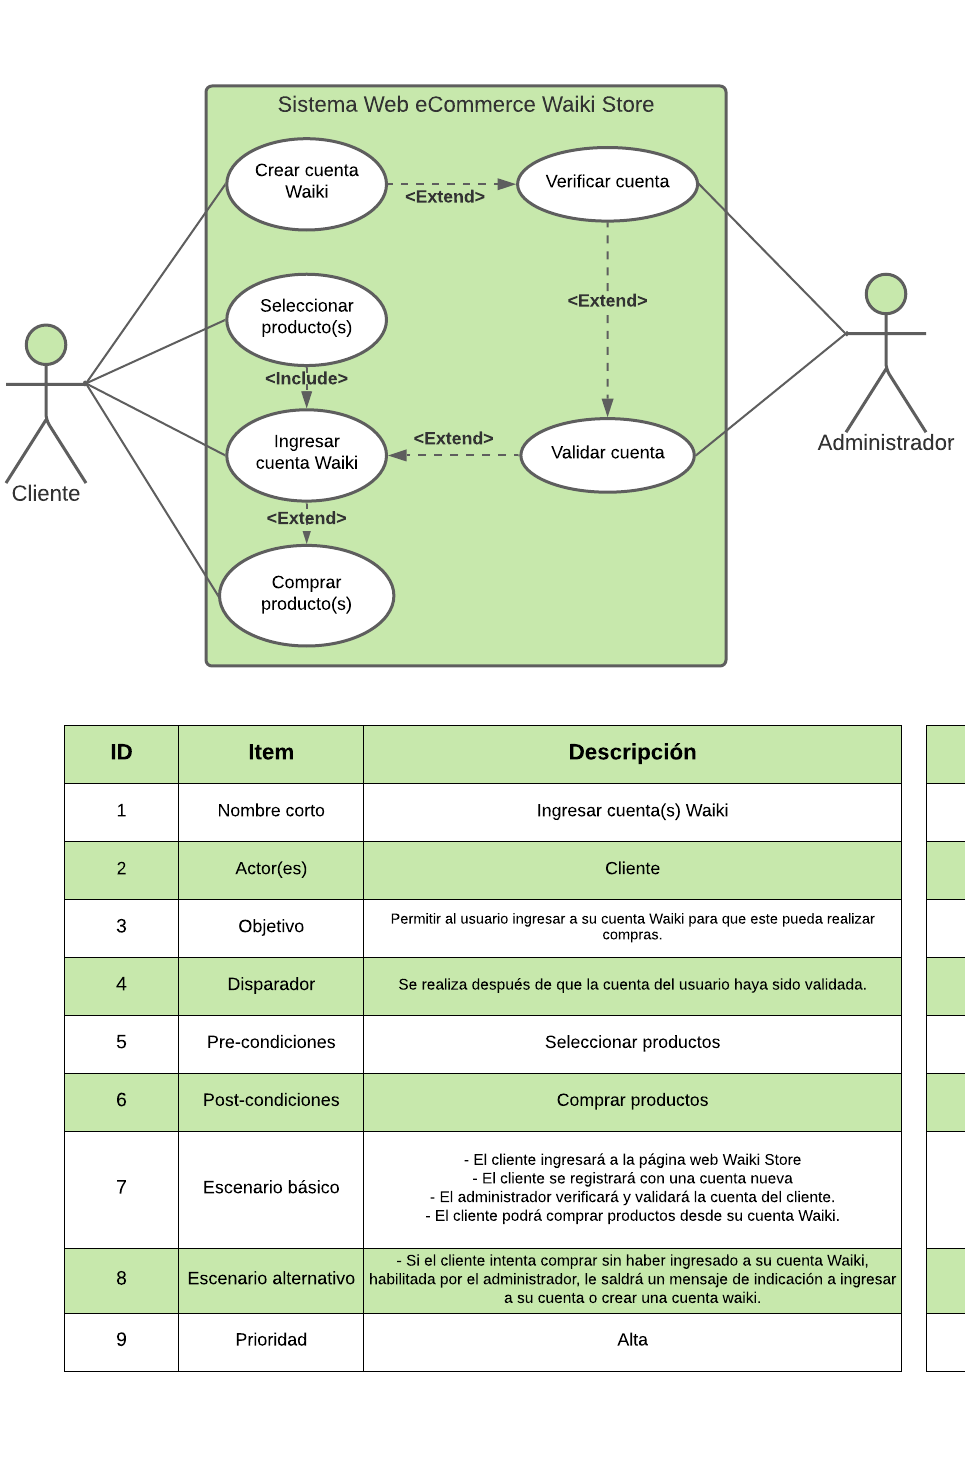 Sistema Web eCommerce Waiki Store
Crear cuenta
Waiki
<Extend>
Verificar cuenta
Seleccionar
producto(s)
<Extend>
<Include>
Ingresar
cuenta Waiki
<Extend>
Validar cuenta
<Extend>
Comprar
producto(s)
Cliente
Administrador
ID Item Descripción
1 Nombre corto Ingresar cuenta(s) Waiki
2 Actor(es) Cliente
3 Objetivo Permitir al usuario ingresar a su cuenta Waiki para que este pueda realizar
compras.
4 Disparador Se realiza después de que la cuenta del usuario haya sido validada.
5 Pre-condiciones Seleccionar productos
6 Post-condiciones Comprar productos
7 Escenario básico
- El cliente ingresará a la página web Waiki Store
- El cliente se registrará con una cuenta nueva
- El administrador verificará y validará la cuenta del cliente.
- El cliente podrá comprar productos desde su cuenta Waiki.
8 Escenario alternativo
- Si el cliente intenta comprar sin haber ingresado a su cuenta Waiki,
habilitada por el administrador, le saldrá un mensaje de indicación a ingresar
a su cuenta o crear una cuenta waiki.
9 Prioridad Alta